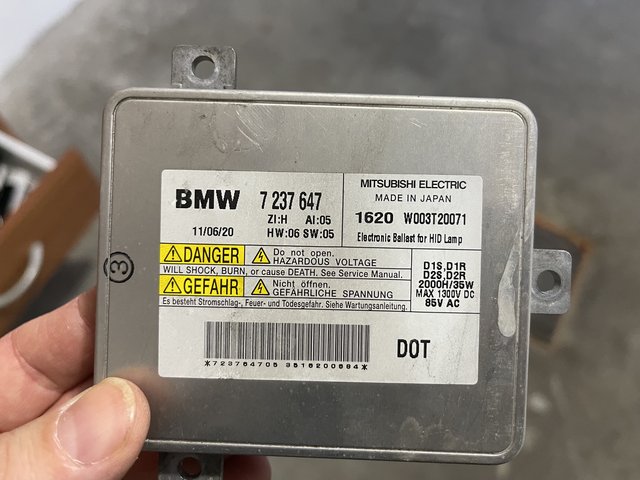 BMW 7 237 647
ZI:H AI:05
11/06/20 HW:06 SW:05
MITSUBISHI ELECTRIC
MADE IN JAPAN
1620 W003T20071
Electronic Ballast for HID Lamp
DANGER Do not open.
HAZARDOUS VOLTAGE
WILL SHOCK, BURN, or cause DEATH. See Service Manual.
GEFAHR Nicht öffnen.
GEFÄHRLICHE SPANNUNG
Es besteht Stromschlag-, Feuer- und Todesgefahr. Siehe Wartungsanleitung.
D1S,D1R
D2S,D2R
2000H/35W
MAX 1300V DC
85V AC
*723764705 3516200694*
DOT
3